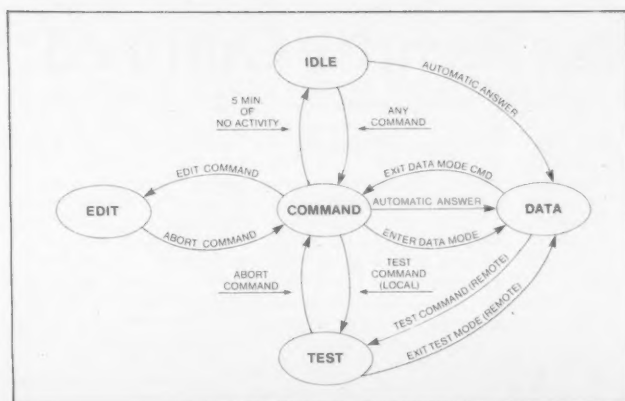 IDLE
AUTOMATIC ANSWER
5 MIN.
OF
NO ACTIVITY
ANY
COMMAND
EDIT COMMAND
EXIT DATA MODE CMD
EDIT
COMMAND
AUTOMATIC ANSWER
DATA
ABORT COMMAND
ENTER DATA MODE
ABORT
COMMAND
TEST
COMMAND
(LOCAL)
TEST COMMAND (REMOTE)
EXIT TEST MODE (REMOTE)
TEST